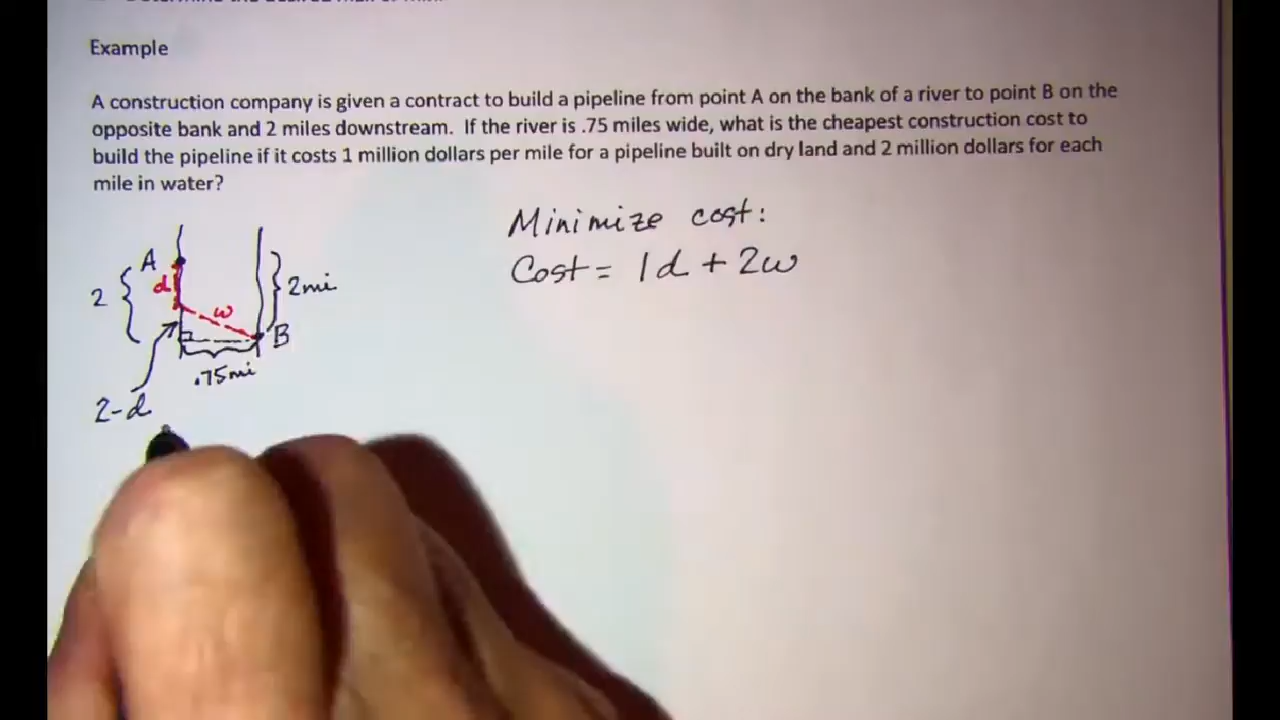 Example
A construction company is given a contract to build a pipeline from point A on the bank of a river to point B on the
opposite bank and 2 miles downstream. If the river is .75 miles wide, what is the cheapest construction cost to
build the pipeline if it costs 1 million dollars per mile for a pipeline built on dry land and 2 million dollars for each
mile in water?
Minimize cost:
Cost = 1d + 2w
A
2
d
2mi
w
B
.75mi
2-d